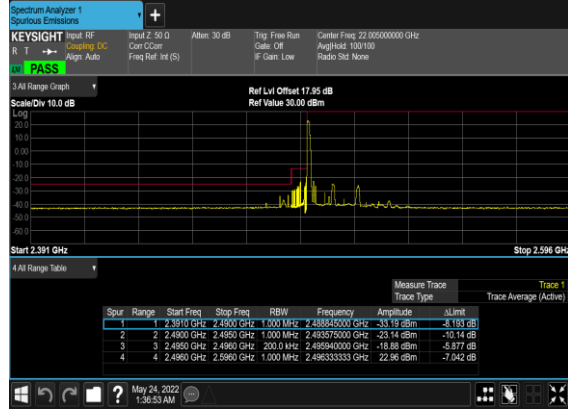 Spectrum Analyzer 1
Spurious Emissions
+
KEYSIGHT Input: RF Input Z: 50 Ω Atten: 30 dB Trig: Free Run Center Freq: 22.005000000 GHz
R T Coupling: DC Corr CCorr Gate: Off Avg|Hold: 100/100
Align: Auto Freq Ref: Int (S) IF Gain: Low Radio Std: None
LXI PASS
3 All Range Graph
Ref Lvl Offset 17.95 dB
Scale/Div 10.0 dB Ref Value 30.00 dBm
Log
20.0
10.0
0.00
-10.0
-20.0
-30.0
-40.0
-50.0
-60.0
Start 2.391 GHz Stop 2.596 GHz
4 All Range Table
Measure Trace Trace 1
Trace Type Trace Average (Active)
Spur Range Start Freq Stop Freq RBW Frequency Amplitude ΔLimit
1 1 2.3910 GHz 2.4900 GHz 1.000 MHz 2.488845000 GHz -33.19 dBm -8.193 dB
2 2 2.4900 GHz 2.4950 GHz 1.000 MHz 2.493575000 GHz -23.14 dBm -10.14 dB
3 3 2.4950 GHz 2.4960 GHz 200.0 kHz 2.495940000 GHz -18.88 dBm -5.877 dB
4 4 2.4960 GHz 2.5960 GHz 1.000 MHz 2.496333333 GHz 22.96 dBm -7.042 dB
? May 24, 2022
1:36:53 AM